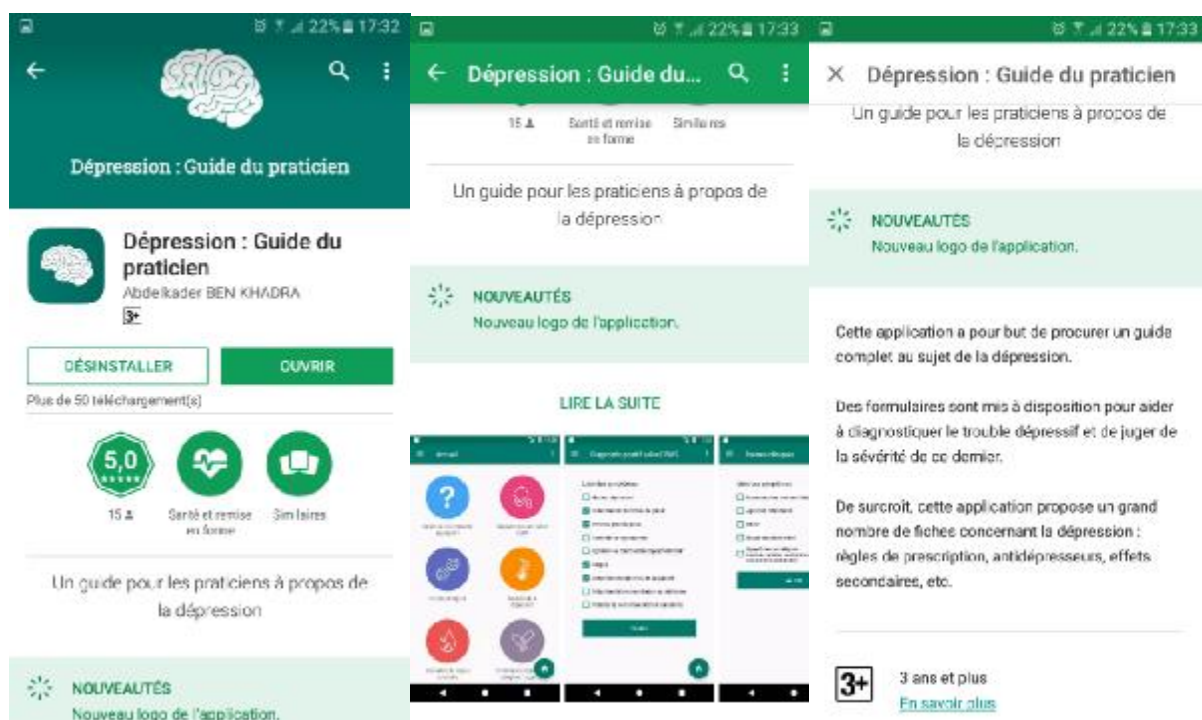 22% 17:32
Dépression : Guide du praticien
Dépression : Guide du
praticien
Abdelkader BEN KHADRA
3+
DÉSINSTALLER
OUVRIR
Plus de 50 téléchargement(s)
5,0
15
Santé et remise
en forme
Similaires
Un guide pour les praticiens à propos de
la dépression
NOUVEAUTÉS
Nouveau logo de l'application.
22% 17:33
Dépression : Guide du...
15
Santé et remise
en forme
Similaires
Un guide pour les praticiens à propos de
la dépression
NOUVEAUTÉS
Nouveau logo de l'application.
LIRE LA SUITE
Accueil
22% 17:33
Dépression : Guide du praticien
Un guide pour les praticiens à propos de
la dépression
NOUVEAUTÉS
Nouveau logo de l'application.
Cette application a pour but de procurer un guide
complet au sujet de la dépression.
Des formulaires sont mis à disposition pour aider
à diagnostiquer le trouble dépressif et de juger de
la sévérité de ce dernier.
De surcroît, cette application propose un grand
nombre de fiches concernant la dépression :
règles de prescription, antidépresseurs, effets
secondaires, etc.
3+
3 ans et plus
En savoir plus